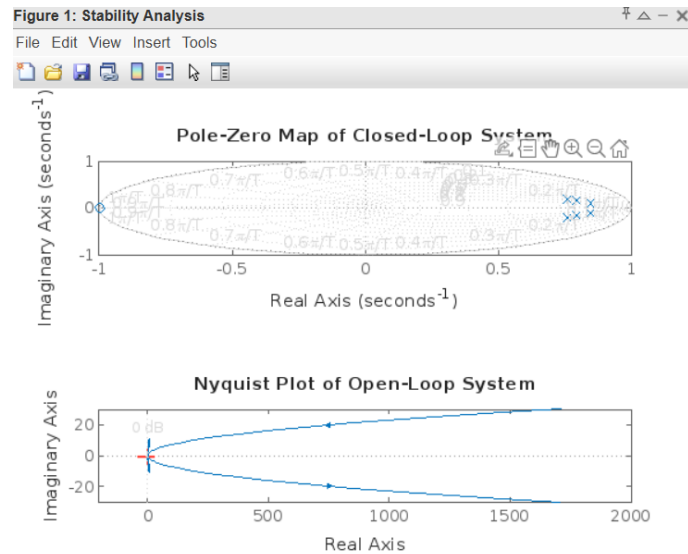 Figure 1: Stability Analysis
File Edit View Insert Tools
Pole-Zero Map of Closed-Loop System
Imaginary Axis (seconds⁻¹)
1
0
-1
0.8π/T 0.7π/T 0.6π/T 0.5π/T 0.4π/T 0.3π/T 0.2π/T
0.8π/T 0.7π/T 0.6π/T 0.5π/T 0.4π/T 0.3π/T 0.2π/T
-1 -0.5 0 0.5 1
Real Axis (seconds⁻¹)
Nyquist Plot of Open-Loop System
Imaginary Axis
20
0
-20
0 dB
0 500 1000 1500 2000
Real Axis